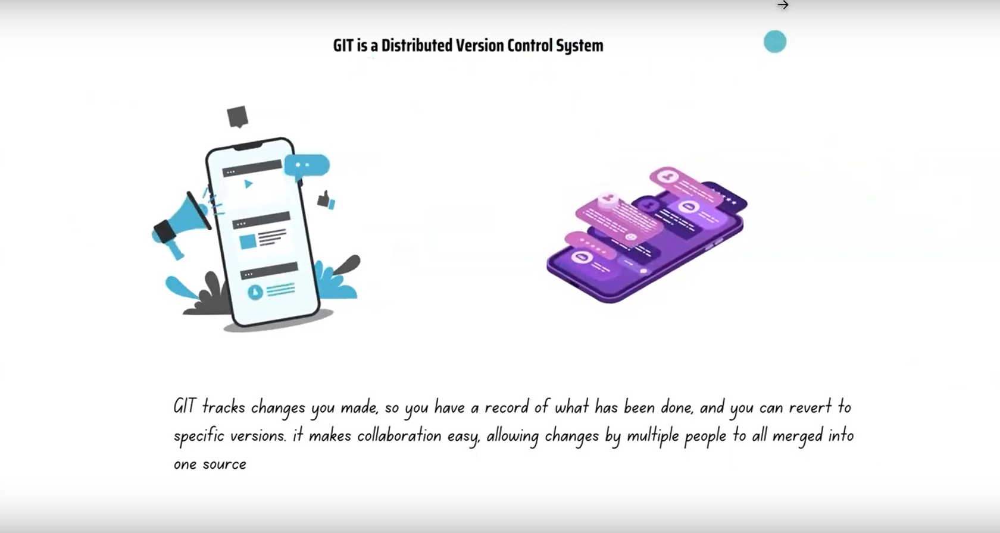 GIT is a Distributed Version Control System
GIT tracks changes you made, so you have a record of what has been done, and you can revert to
specific versions. it makes collaboration easy, allowing changes by multiple people to all merged into
one source